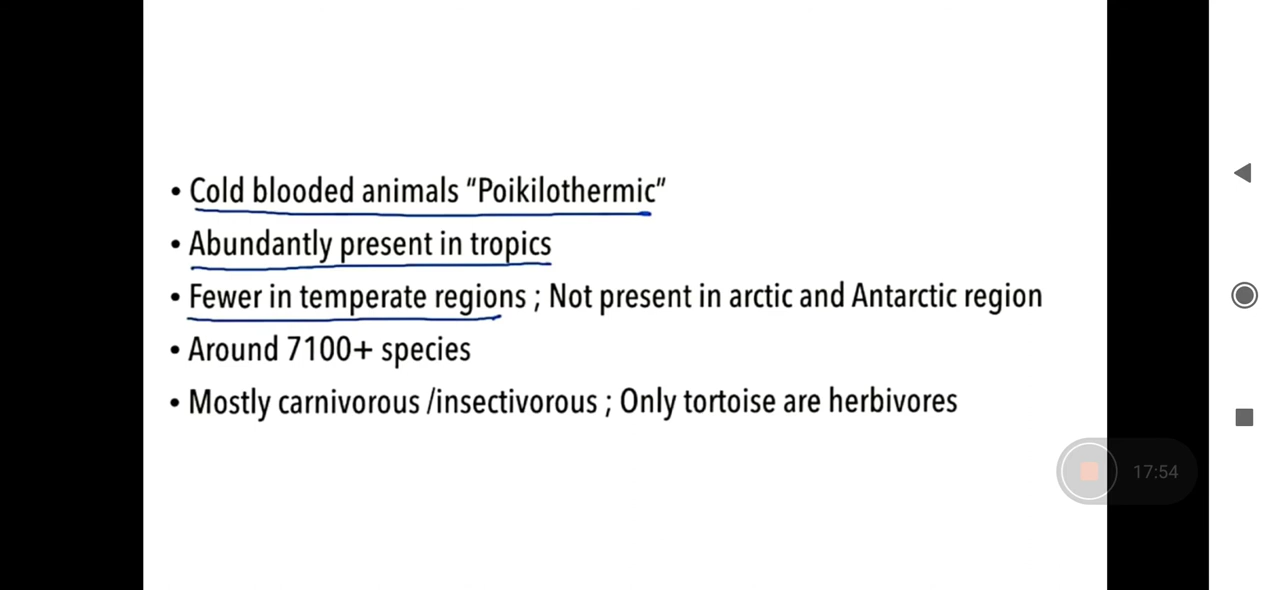 • Cold blooded animals “Poikilothermic”
• Abundantly present in tropics
• Fewer in temperate regions ; Not present in arctic and Antarctic region
• Around 7100+ species
• Mostly carnivorous /insectivorous ; Only tortoise are herbivores
17:54